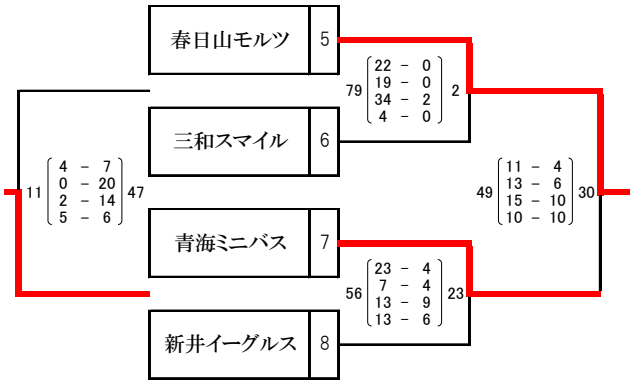 春日山モルツ 5
三和スマイル 6
青海ミニバス 7
新井イーグルス 8
79 22 - 0 2
19 - 0
34 - 2
4 - 0
11 4 - 7 47
0 - 20
2 - 14
5 - 6
49 11 - 4 30
13 - 6
15 - 10
10 - 10
56 23 - 4 23
7 - 4
13 - 9
13 - 6